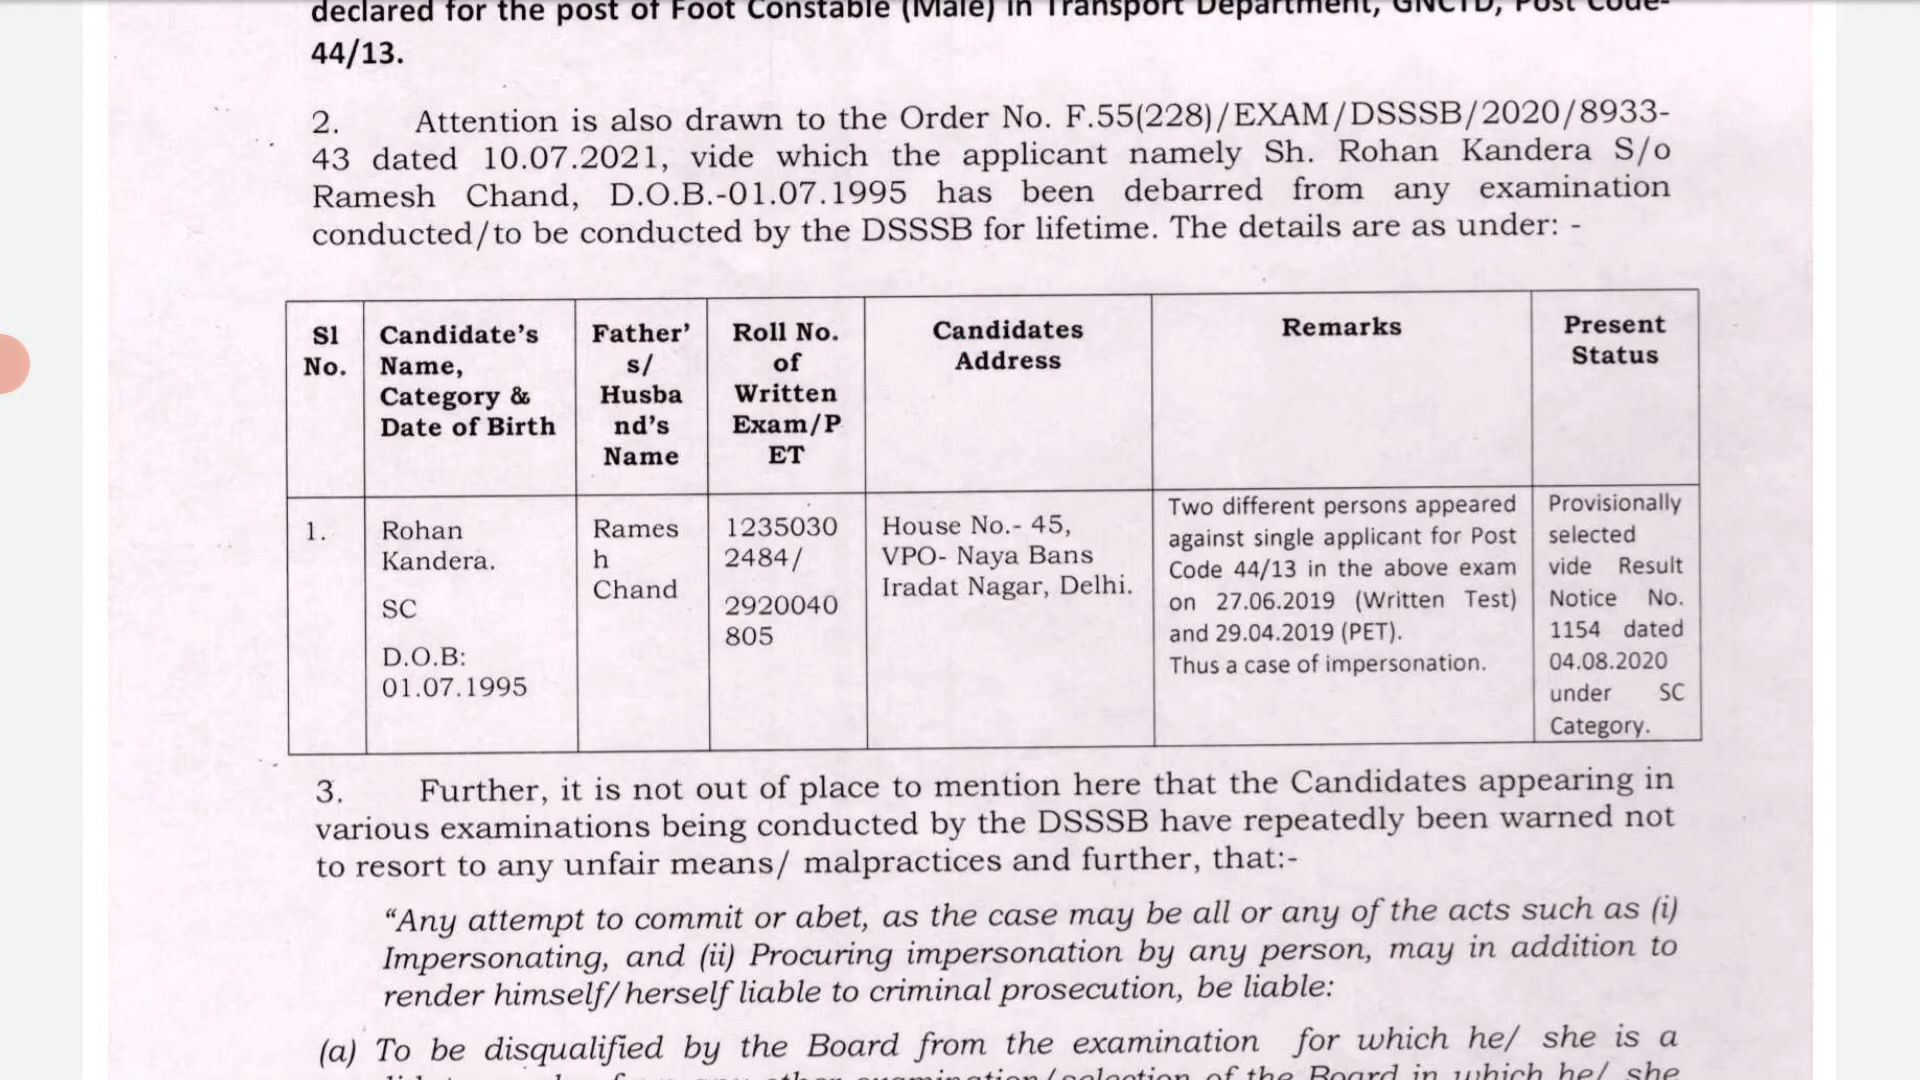 declared for the post of Foot Constable (Male) in Transport Department, GNCTD, Post Code-
44/13.
2. Attention is also drawn to the Order No. F.55(228)/EXAM/DSSSB/2020/8933-
43 dated 10.07.2021, vide which the applicant namely Sh. Rohan Kandera S/o
Ramesh Chand, D.O.B.-01.07.1995 has been debarred from any examination
conducted/to be conducted by the DSSSB for lifetime. The details are as under: -
Sl
No.
Candidate's
Name,
Category &
Date of Birth
Father'
s/
Husba
nd's
Name
Roll No.
of
Written
Exam/P
ET
Candidates
Address
Remarks
Present
Status
1.
Rohan
Kandera.
SC
D.O.B:
01.07.1995
Rames
h
Chand
1235030
2484/
2920040
805
House No.- 45,
VPO- Naya Bans
Iradat Nagar, Delhi.
Two different persons appeared
against single applicant for Post
Code 44/13 in the above exam
on 27.06.2019 (Written Test)
and 29.04.2019 (PET).
Thus a case of impersonation.
Provisionally
selected
vide Result
Notice No.
1154 dated
04.08.2020
under SC
Category.
3. Further, it is not out of place to mention here that the Candidates appearing in
various examinations being conducted by the DSSSB have repeatedly been warned not
to resort to any unfair means/ malpractices and further, that:-
"Any attempt to commit or abet, as the case may be all or any of the acts such as (i)
Impersonating, and (ii) Procuring impersonation by any person, may in addition to
render himself/herself liable to criminal prosecution, be liable:
(a) To be disqualified by the Board from the examination for which he/ she is a
examination/selection of the Board in which he/ she